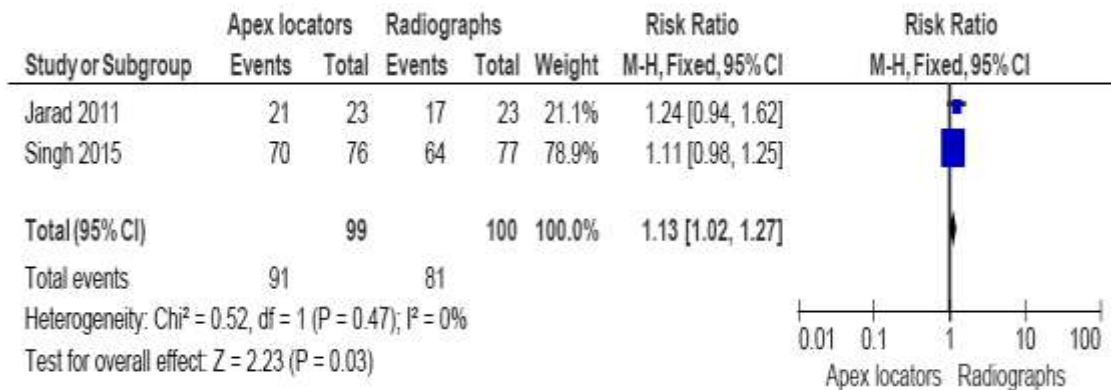 Apex locators Radiographs Risk Ratio Risk Ratio
Study or Subgroup Events Total Events Total Weight M-H, Fixed, 95% CI M-H, Fixed, 95% CI
Jarad 2011 21 23 17 23 21.1% 1.24 [0.94, 1.62]
Singh 2015 70 76 64 77 78.9% 1.11 [0.98, 1.25]
Total (95% CI) 99 100 100.0% 1.13 [1.02, 1.27]
Total events 91 81
Heterogeneity: Chi² = 0.52, df = 1 (P = 0.47); I² = 0%
Test for overall effect: Z = 2.23 (P = 0.03)
0.01 0.1 1 10 100
Apex locators Radiographs